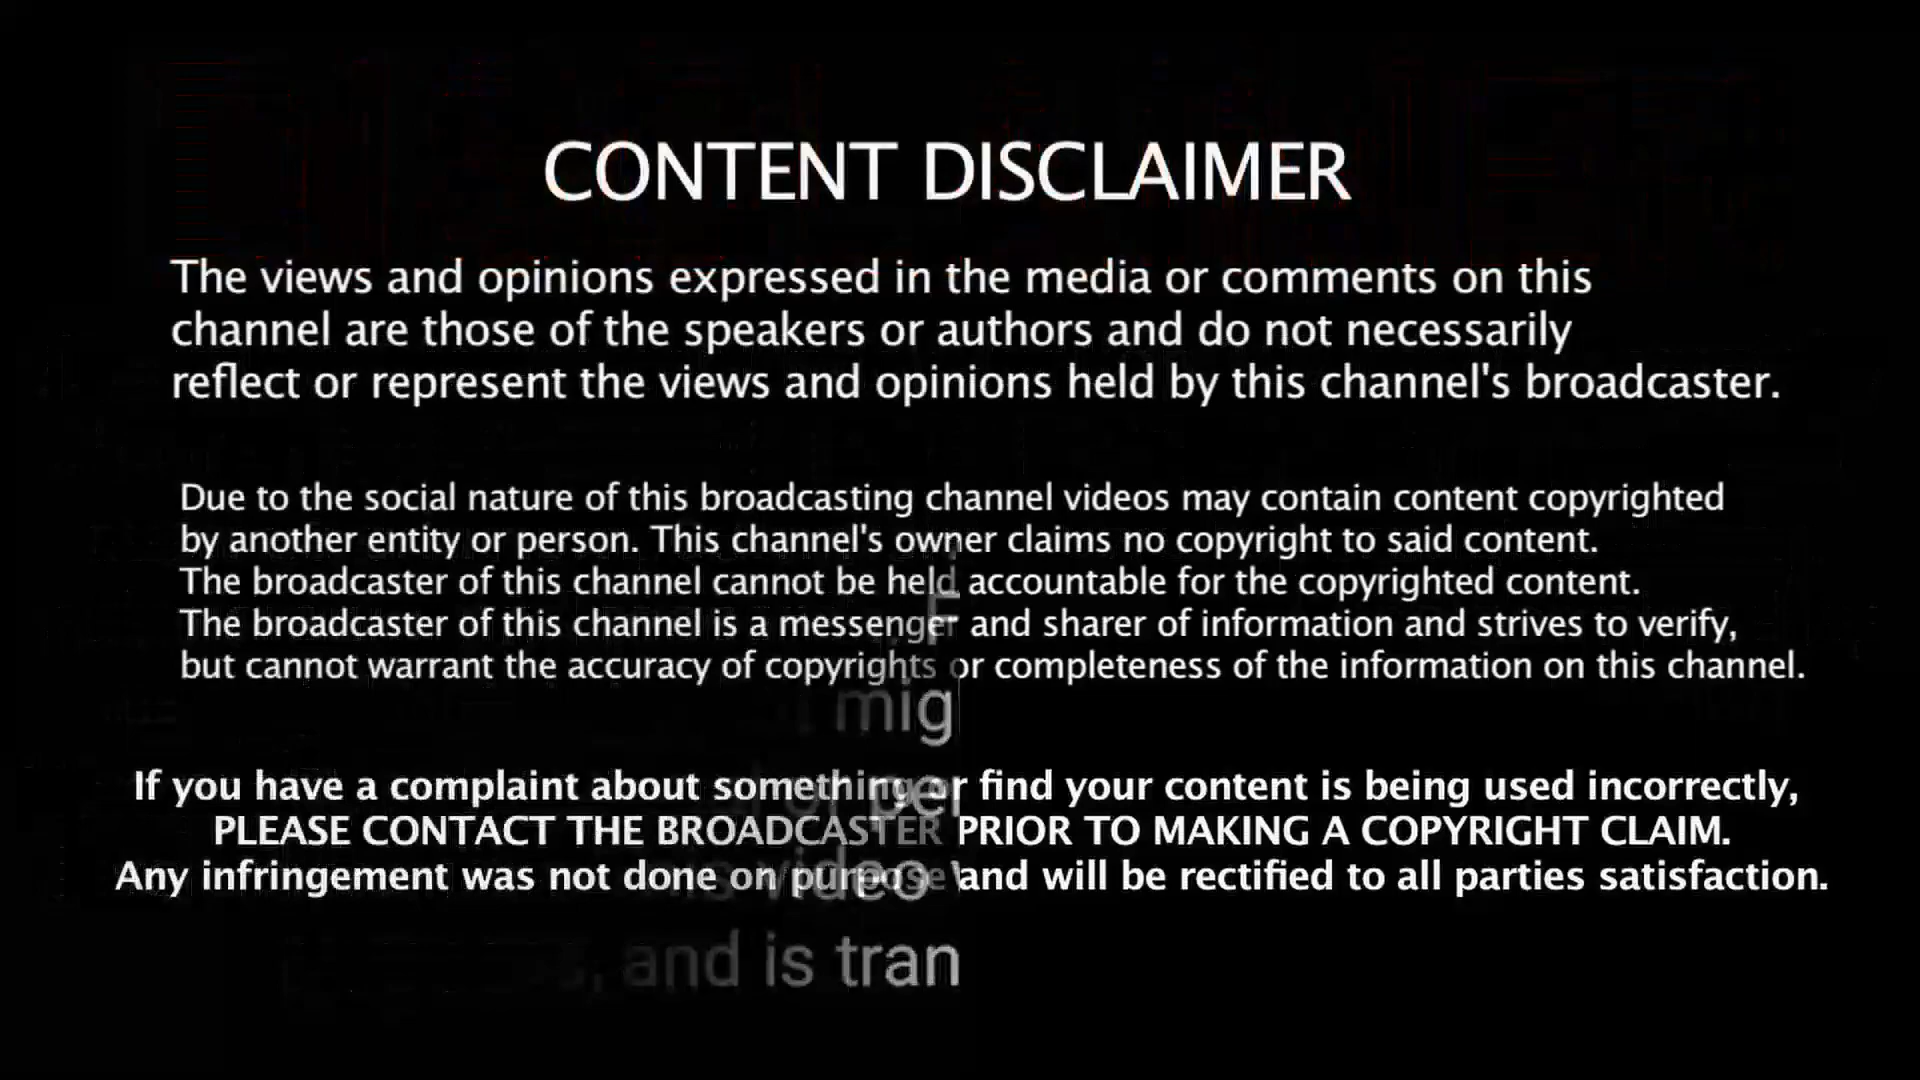 CONTENT DISCLAIMER
The views and opinions expressed in the media or comments on this
channel are those of the speakers or authors and do not necessarily
reflect or represent the views and opinions held by this channel's broadcaster.
Due to the social nature of this broadcasting channel videos may contain content copyrighted
by another entity or person. This channel's owner claims no copyright to said content.
The broadcaster of this channel cannot be held accountable for the copyrighted content.
The broadcaster of this channel is a messenger and sharer of information and strives to verify,
but cannot warrant the accuracy of copyrights or completeness of the information on this channel.
mig
If you have a complaint about something or find your content is being used incorrectly,
PLEASE CONTACT THE BROADCASTER PRIOR TO MAKING A COPYRIGHT CLAIM.
Any infringement was not done on purpose and will be rectified to all parties satisfaction.
video
, and is tran